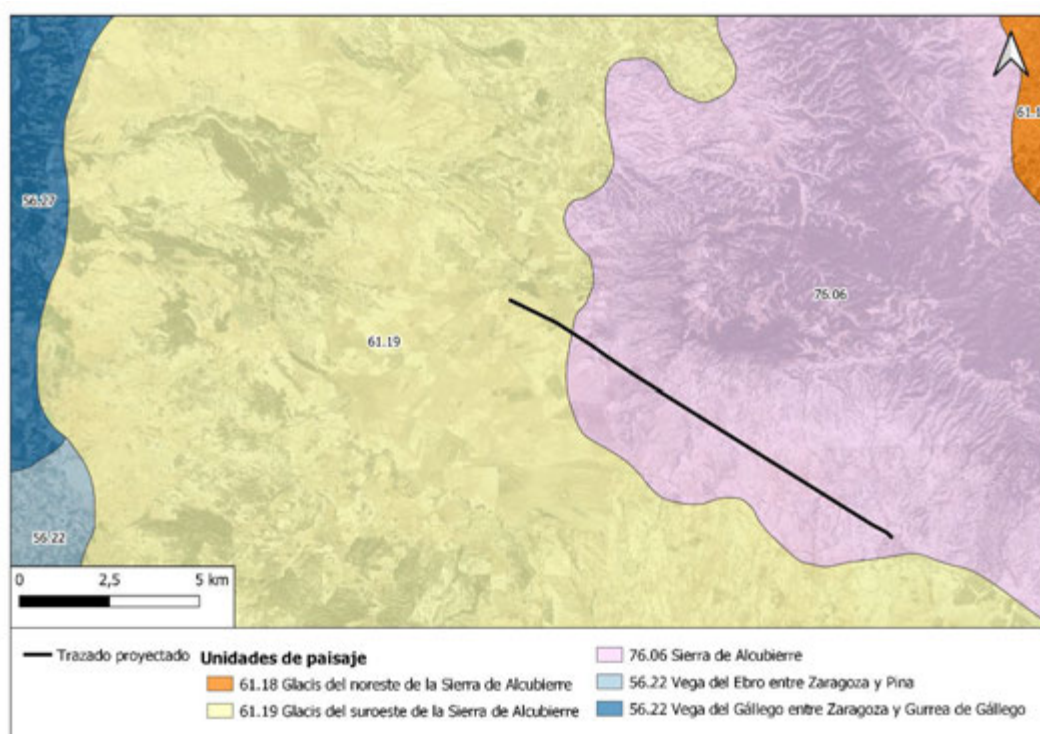 61.1
56.27
76.06
61.19
56.22
0 2,5 5 km
Trazado proyectado
Unidades de paisaje
61.18 Glacis del noreste de la Sierra de Alcubierre
61.19 Glacis del suroeste de la Sierra de Alcubierre
76.06 Sierra de Alcubierre
56.22 Vega del Ebro entre Zaragoza y Pina
56.22 Vega del Gállego entre Zaragoza y Gurrea de Gállego